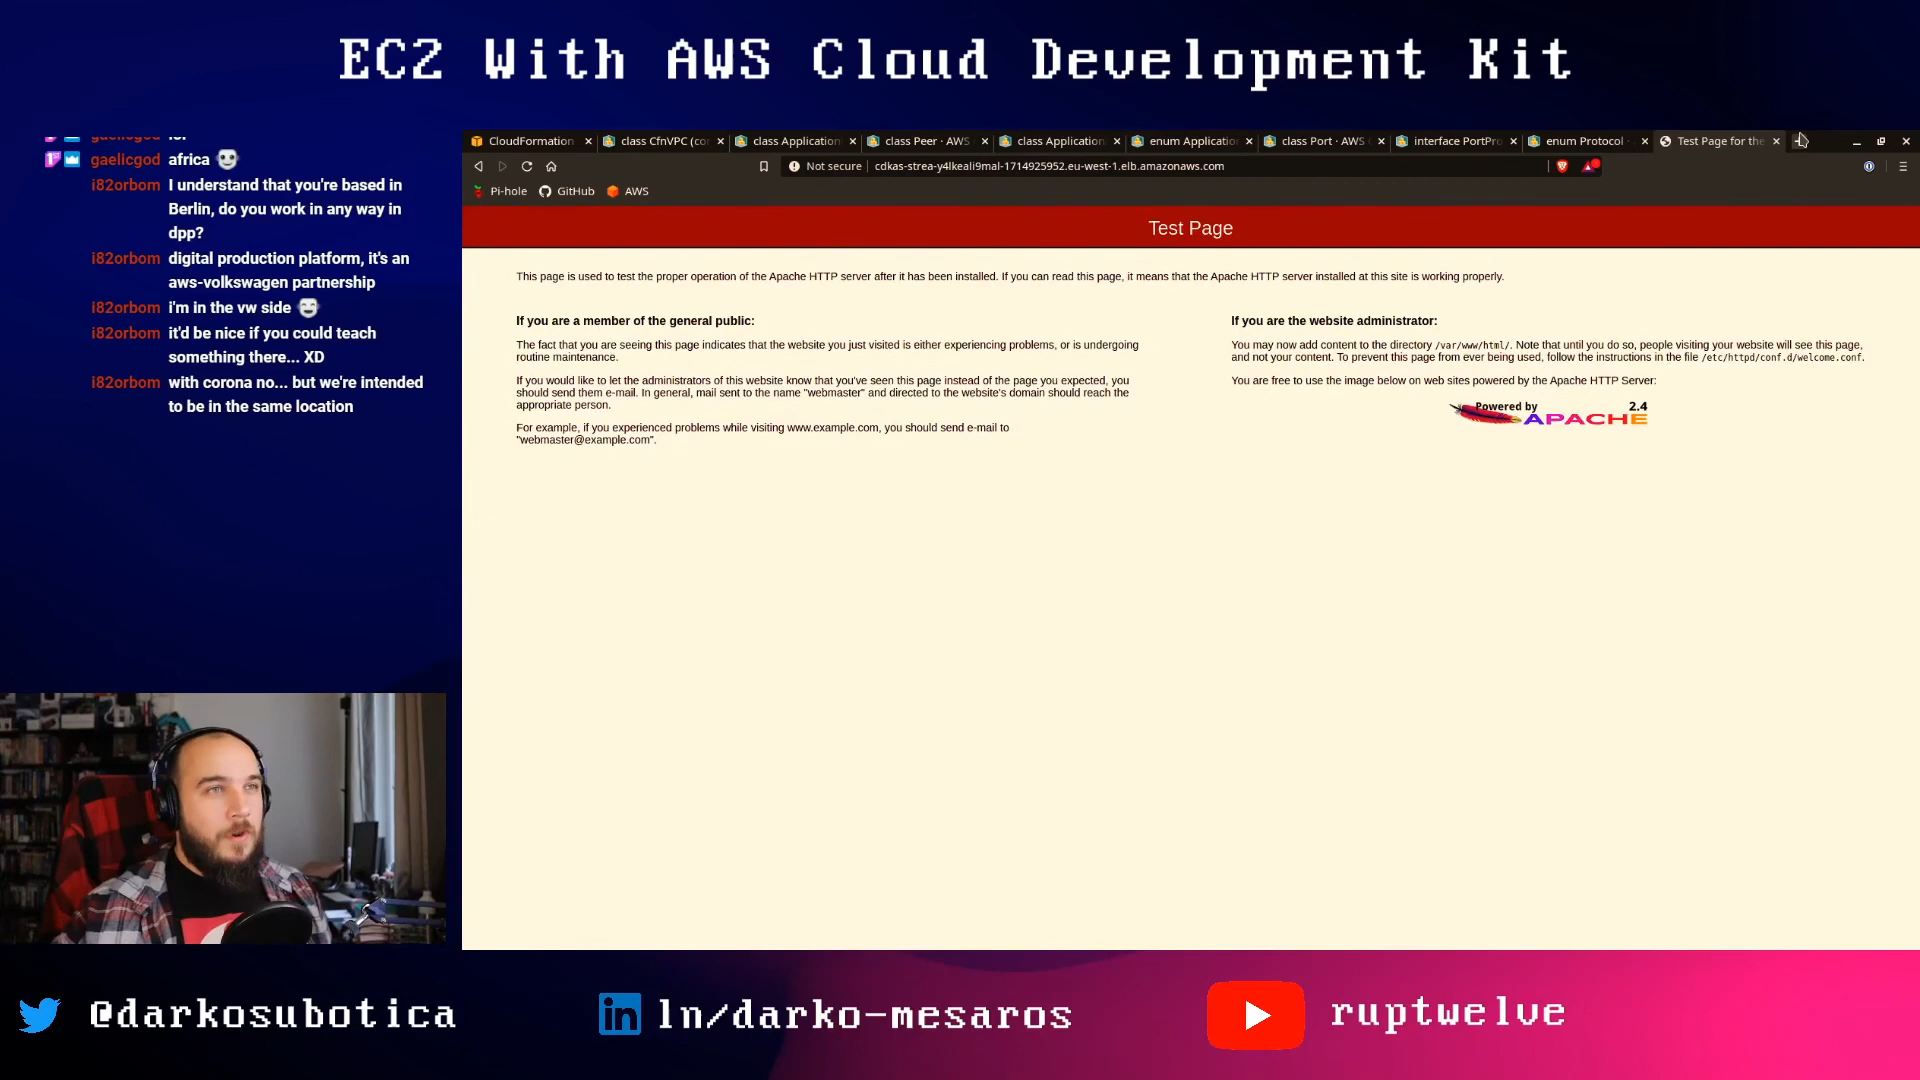 EC2 With AWS Cloud Development Kit
gaelicgod lol
gaelicgod africa
i82orbom I understand that you're based in
Berlin, do you work in any way in
dpp?
i82orbom digital production platform, it's an
aws-volkswagen partnership
i82orbom i'm in the vw side
i82orbom it'd be nice if you could teach
something there... XD
i82orbom with corona no... but we're intended
to be in the same location
CloudFormation
class CfnVPC (co
class Application
class Peer · AWS
class Application
enum Applicatio
class Port · AWS
interface PortPro
enum Protocol ·
Test Page for the
Not secure
cdkas-strea-y4lkeali9mal-1714925952.eu-west-1.elb.amazonaws.com
Pi-hole
GitHub
AWS
Test Page
This page is used to test the proper operation of the Apache HTTP server after it has been installed. If you can read this page, it means that the Apache HTTP server installed at this site is working properly.
If you are a member of the general public:
The fact that you are seeing this page indicates that the website you just visited is either experiencing problems, or is undergoing
routine maintenance.
If you would like to let the administrators of this website know that you've seen this page instead of the page you expected, you
should send them e-mail. In general, mail sent to the name "webmaster" and directed to the website's domain should reach the
appropriate person.
For example, if you experienced problems while visiting www.example.com, you should send e-mail to
"webmaster@example.com".
If you are the website administrator:
You may now add content to the directory /var/www/html/. Note that until you do so, people visiting your website will see this page,
and not your content. To prevent this page from ever being used, follow the instructions in the file /etc/httpd/conf.d/welcome.conf.
You are free to use the image below on web sites powered by the Apache HTTP Server:
Powered by 2.4
APACHE
@darkosubotica
in
ln/darko-mesaros
ruptwelve